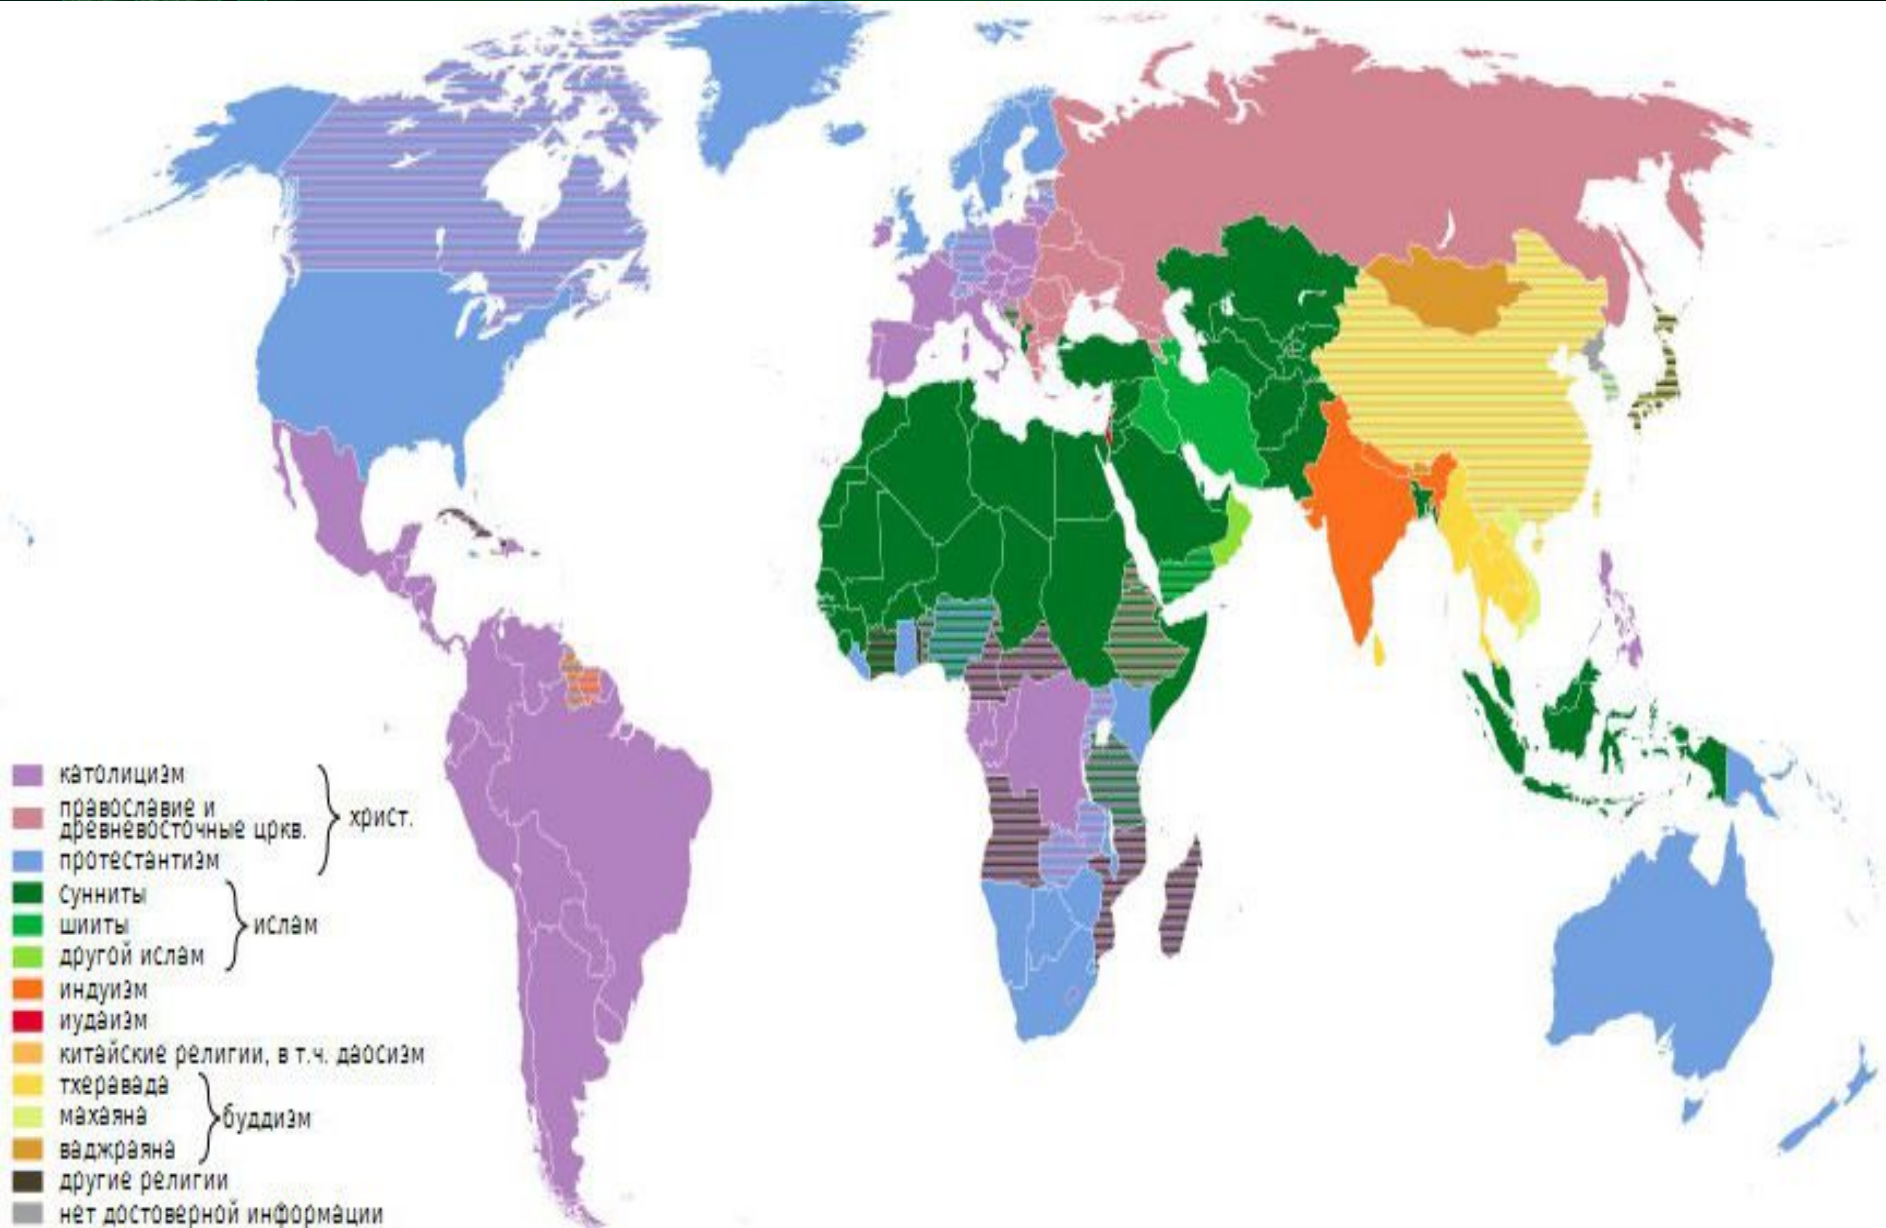 католицизм
православие и
древневосточные цркв.
протестантизм
христ.
сунниты
шииты
другой ислам
ислам
индуизм
иудаизм
китайские религии, в т.ч. даосизм
тхеравада
махаяна
ваджраяна
буддизм
другие религии
нет достоверной информации